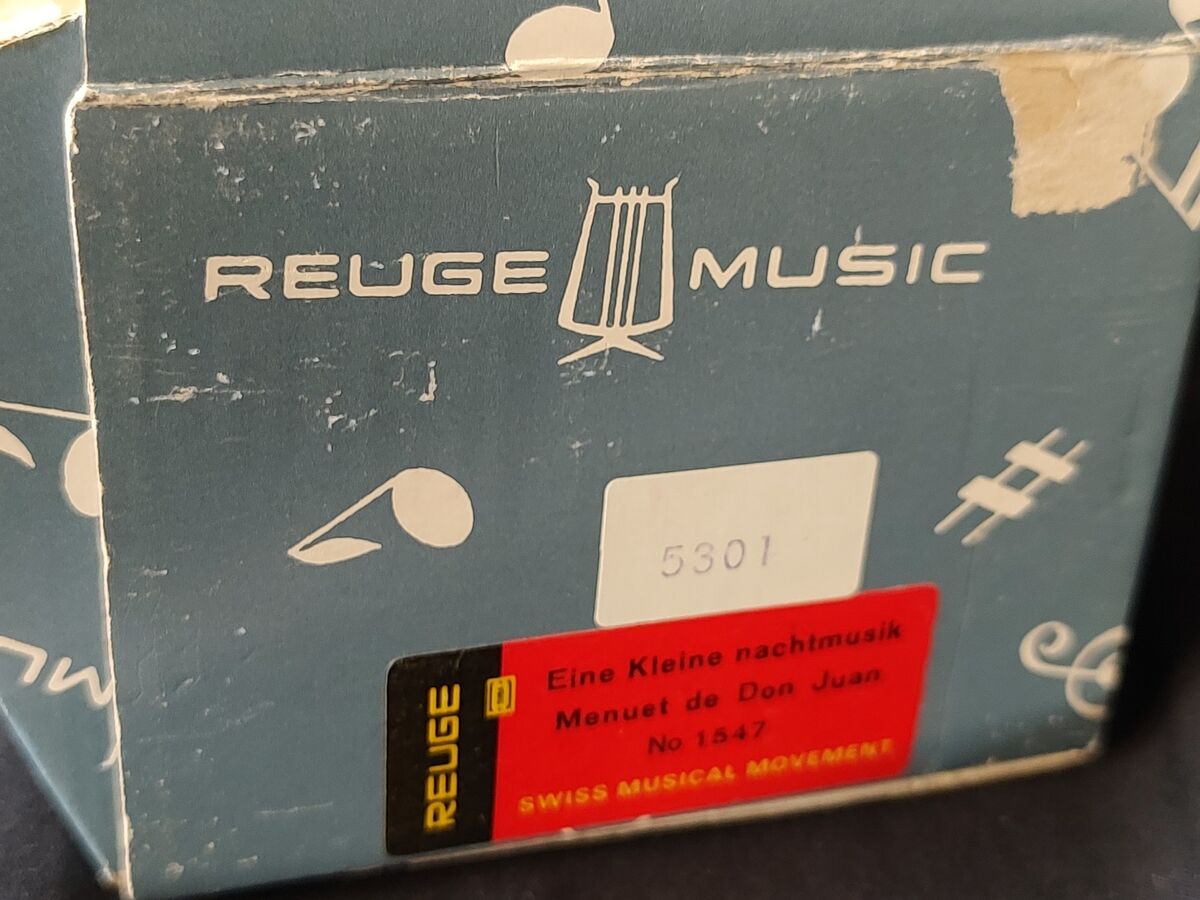 REUGE MUSIC
5301
REUGE
Eine Kleine nachtmusik
Menuet de Don Juan
No 1547
SWISS MUSICAL MOVEMENT